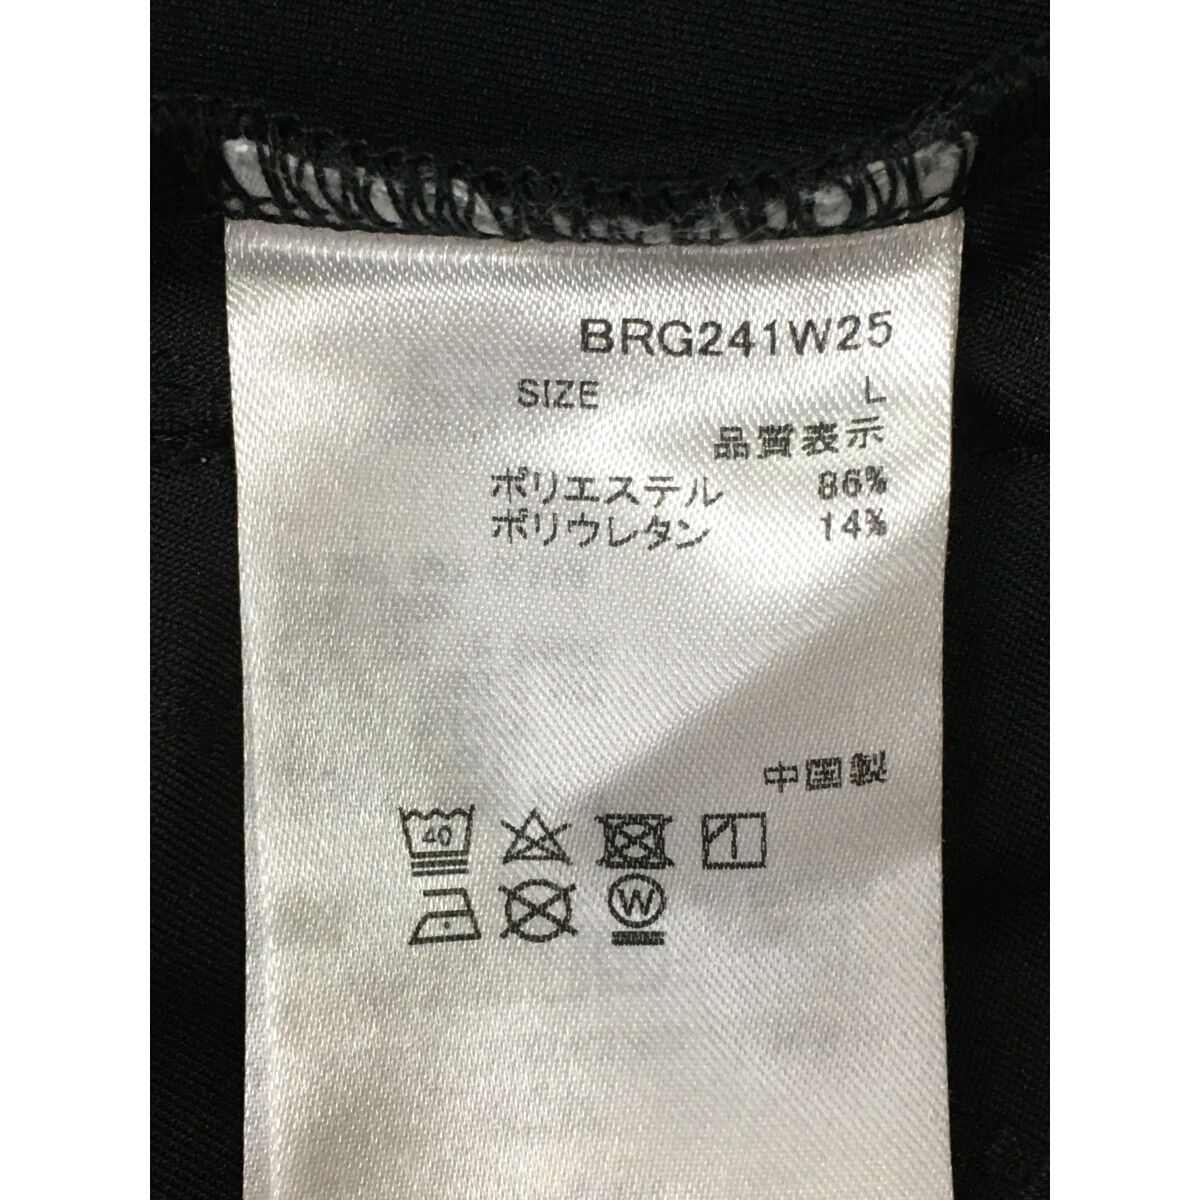 BRG241W25
SIZE L
品質表示
ポリエステル 86%
ポリウレタン 14%
中国製
40
W